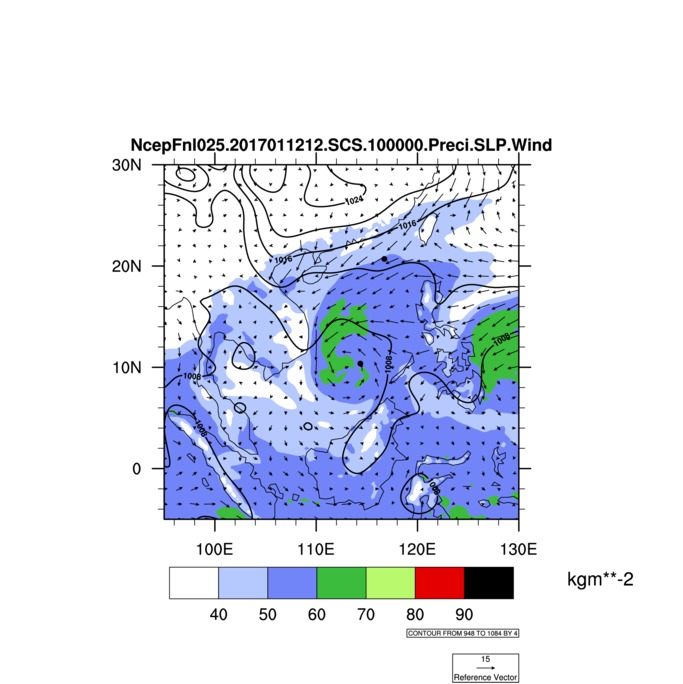 NcepFnl025.2017011212.SCS.100000.Preci.SLP.Wind
30N
1024
1016
1016
20N
1008
1008
10N
1008
1008
0
100E 110E 120E 130E
kgm**-2
40 50 60 70 80 90
CONTOUR FROM 948 TO 1084 BY 4
15
Reference Vector